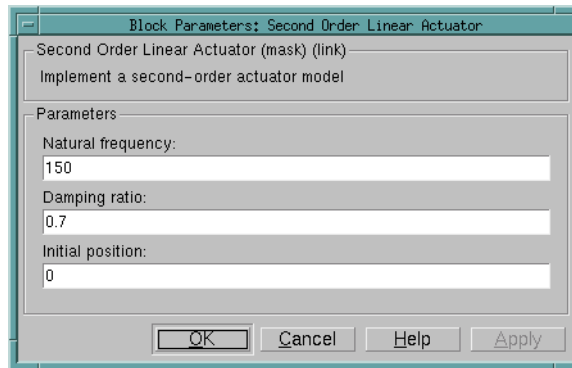 Block Parameters: Second Order Linear Actuator
Second Order Linear Actuator (mask) (link)
Implement a second-order actuator model
Parameters
Natural frequency:
150
Damping ratio:
0.7
Initial position:
0
OK Cancel Help Apply